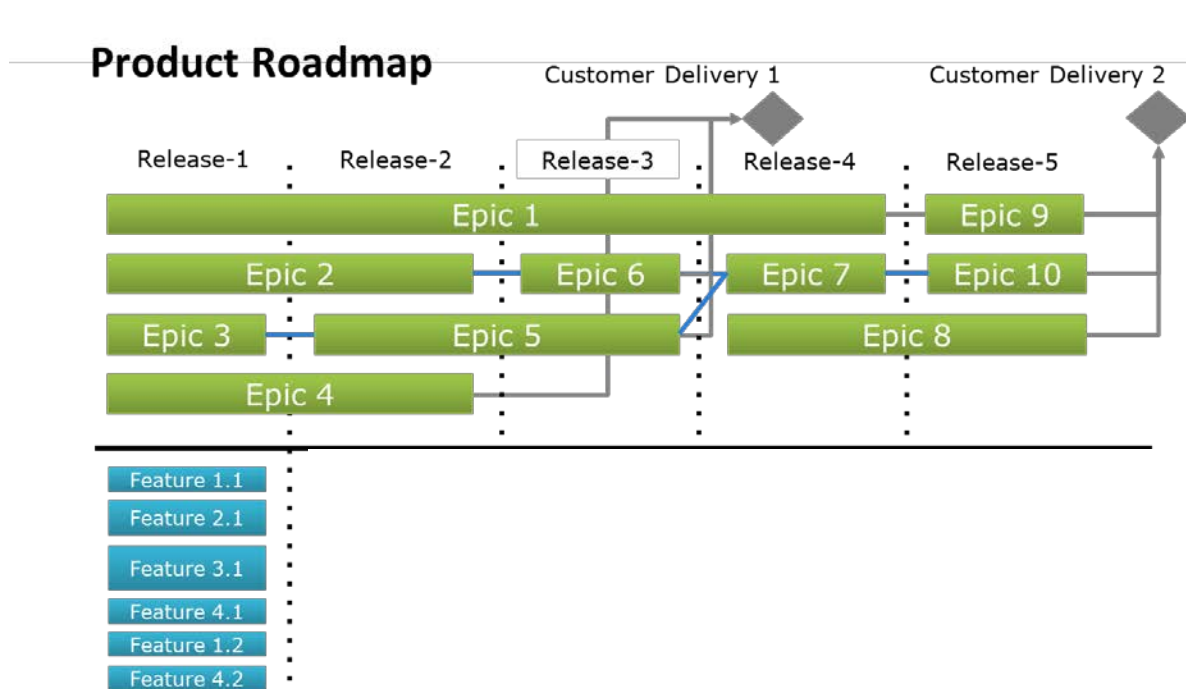 Product Roadmap
Customer Delivery 1
Customer Delivery 2
Release-1
Release-2
Release-3
Release-4
Release-5
Epic 1
Epic 9
Epic 2
Epic 6
Epic 7
Epic 10
Epic 3
Epic 5
Epic 8
Epic 4
Feature 1.1
Feature 2.1
Feature 3.1
Feature 4.1
Feature 1.2
Feature 4.2